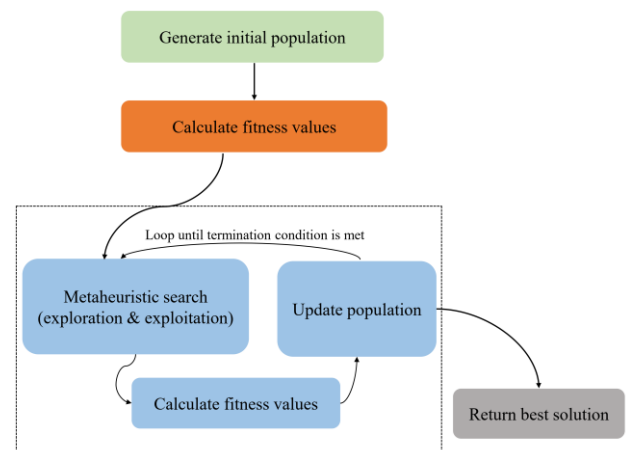 Generate initial population
Calculate fitness values
Loop until termination condition is met
Metaheuristic search
(exploration & exploitation)
Update population
Calculate fitness values
Return best solution